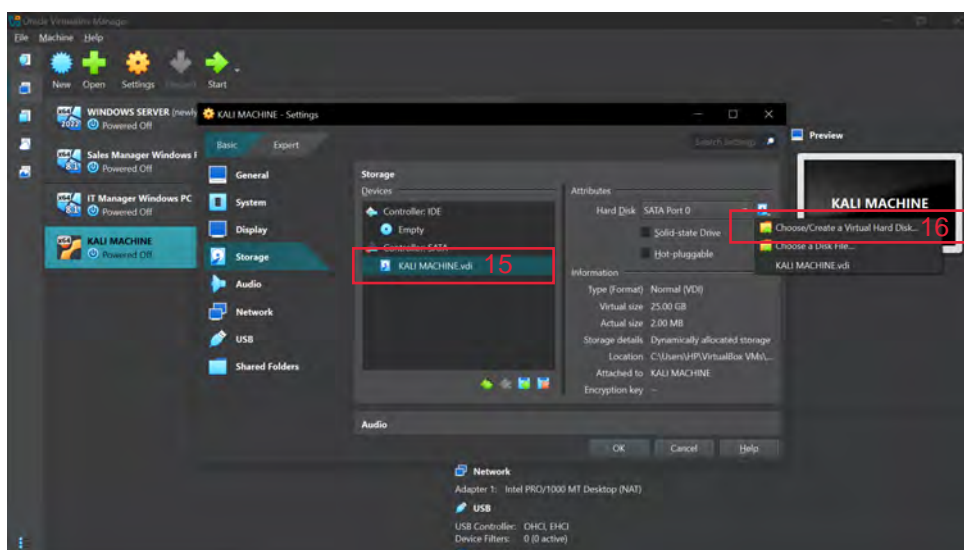 Oracle VirtualBox Manager
File Machine Help
New Open Settings Discard Start
WINDOWS SERVER (newly
Powered Off
Sales Manager Windows P
Powered Off
IT Manager Windows PC
Powered Off
KALI MACHINE
Powered Off
KALI MACHINE - Settings
Basic Expert
Search Settings
General
System
Display
Storage
Audio
Network
USB
Shared Folders
Storage
Devices
Controller: IDE
Empty
Controller: SATA
KALI MACHINE.vdi 15
Attributes
Hard Disk SATA Port 0
Solid-state Drive
Hot-pluggable
Choose/Create a Virtual Hard Disk... 16
Choose a Disk File...
KALI MACHINE.vdi
Information
Type (Format) Normal (VDI)
Virtual size 25.00 GB
Actual size 2.00 MB
Storage details Dynamically allocated storage
Location C:\Users\HP\VirtualBox VMs\...
Attached to KALI MACHINE
Encryption key --
Audio
OK Cancel Help
Preview
KALI MACHINE
Network
Adapter 1: Intel PRO/1000 MT Desktop (NAT)
USB
USB Controller: OHCI, EHCI
Device Filters: 0 (0 active)